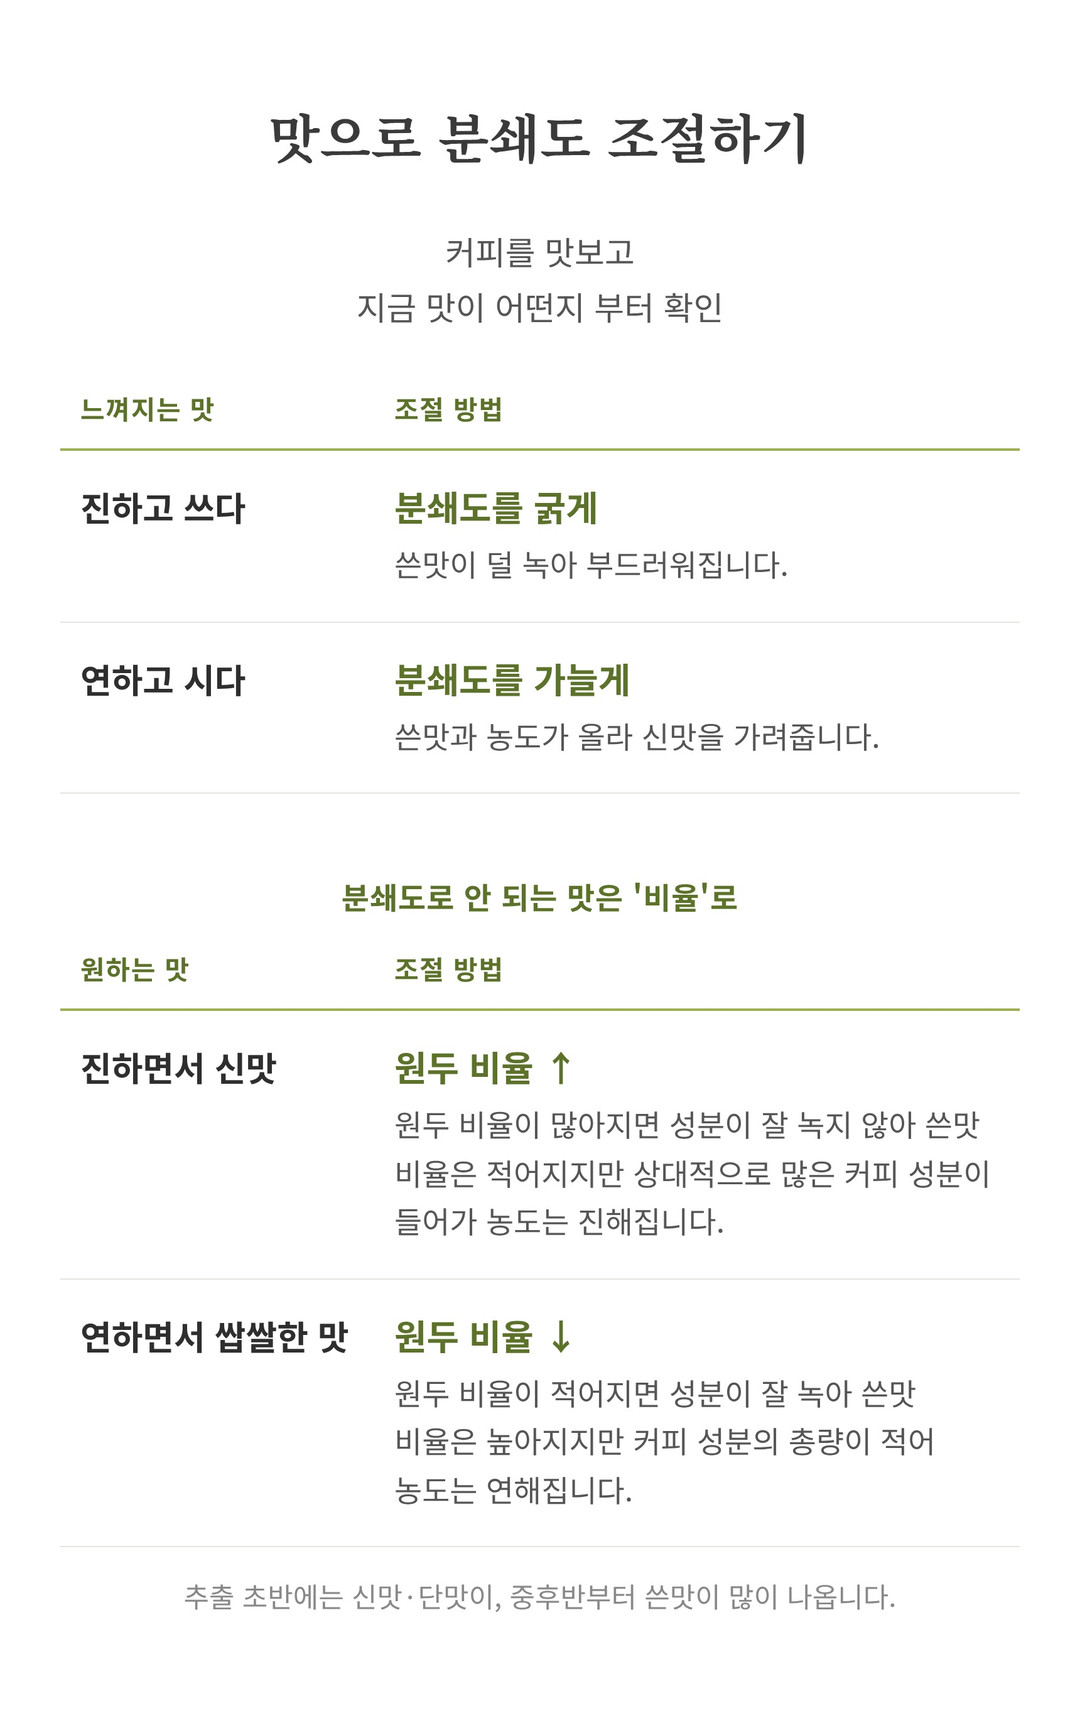 맛으로 분쇄도 조절하기
커피를 맛보고
지금 맛이 어떤지 부터 확인
느껴지는 맛 조절 방법
진하고 쓰다 분쇄도를 굵게
쓴맛이 덜 녹아 부드러워집니다.
연하고 시다 분쇄도를 가늘게
쓴맛과 농도가 올라 신맛을 가려줍니다.
분쇄도로 안 되는 맛은 '비율'로
원하는 맛 조절 방법
진하면서 신맛 원두 비율 ↑
원두 비율이 많아지면 성분이 잘 녹지 않아 쓴맛
비율은 적어지지만 상대적으로 많은 커피 성분이
들어가 농도는 진해집니다.
연하면서 쌉쌀한 맛 원두 비율 ↓
원두 비율이 적어지면 성분이 잘 녹아 쓴맛
비율은 높아지지만 커피 성분의 총량이 적어
농도는 연해집니다.
추출 초반에는 신맛·단맛이, 중후반부터 쓴맛이 많이 나옵니다.